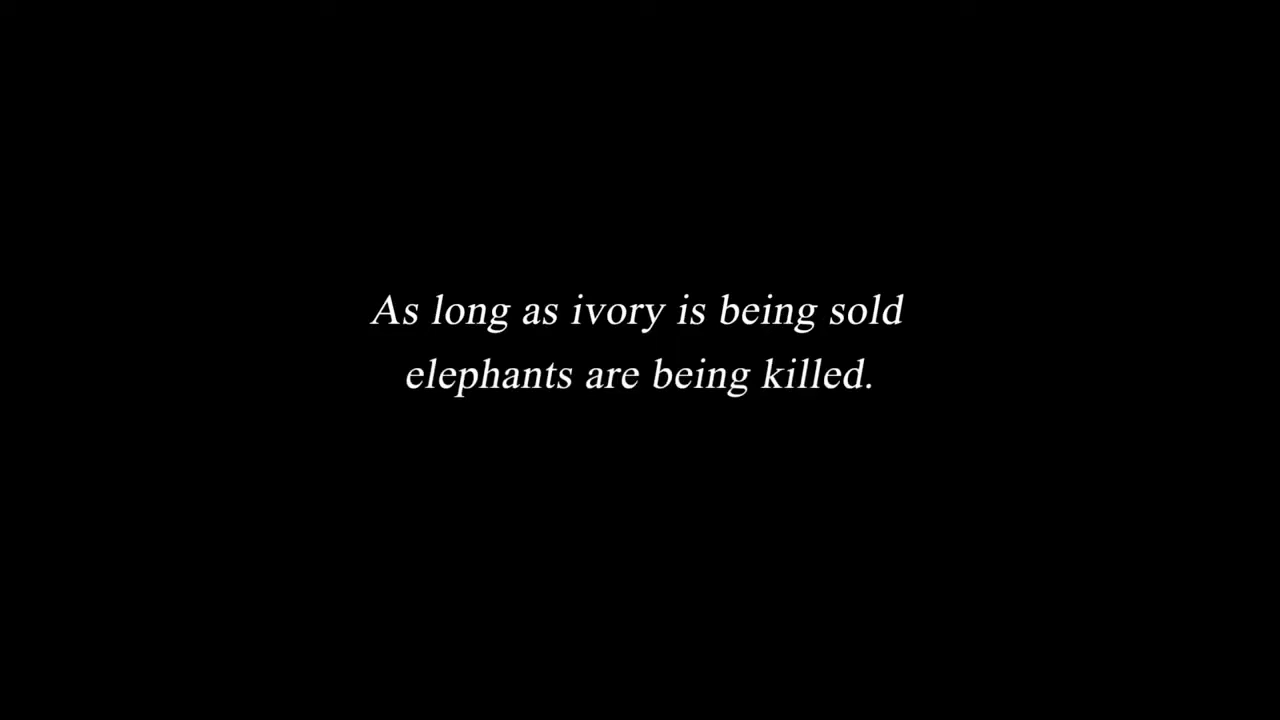 As long as ivory is being sold
elephants are being killed.